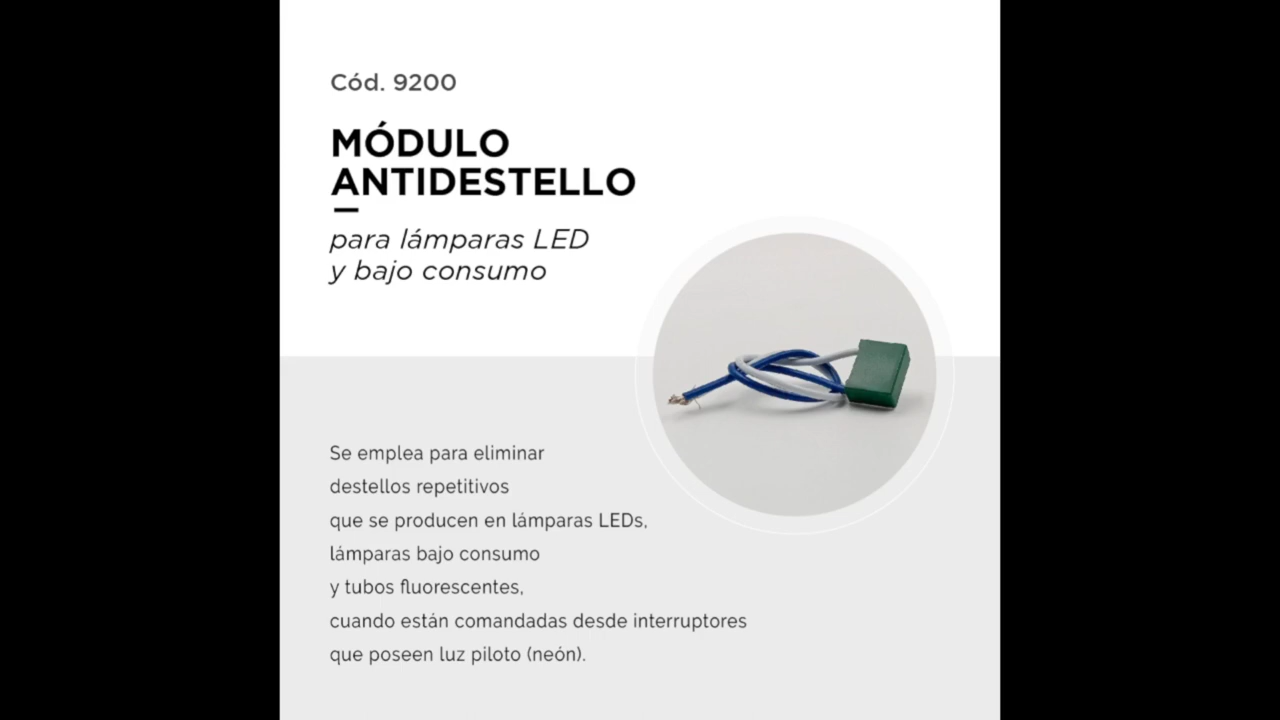 Cód. 9200
MÓDULO
ANTIDESTELLO
para lámparas LED
y bajo consumo
Se emplea para eliminar
destellos repetitivos
que se producen en lámparas LEDs,
lámparas bajo consumo
y tubos fluorescentes,
cuando están comandadas desde interruptores
que poseen luz piloto (neón).